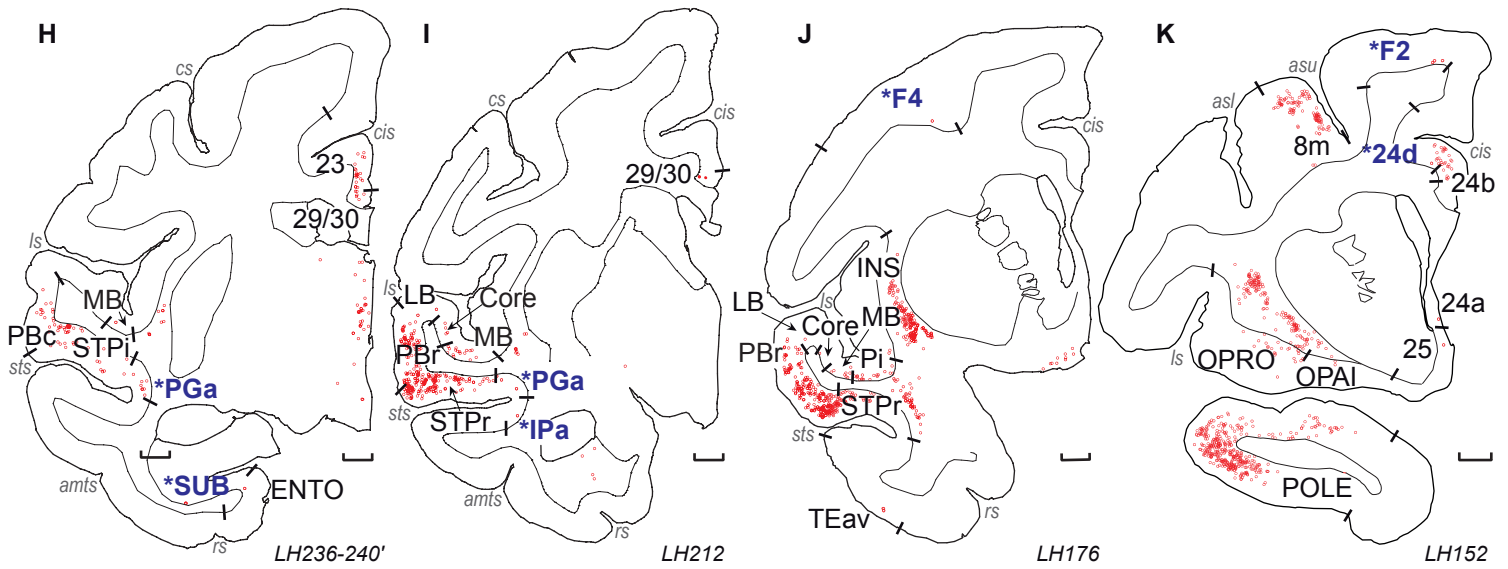 H
cs
cis
23
29/30
ls
MB
PBc
STPi
sts
*PGa
*SUB
ENTO
amts
rs
LH236-240'
I
cs
29/30
ls
LB
Core
MB
PBr
*PGa
sts
STPr
*IPa
amts
rs
LH212
J
*F4
cis
INS
LB
ls
Core
MB
PBr
Pi
STPr
sts
TEav
rs
LH176
K
*F2
asu
asl
8m
*24d
cis
24b
24a
ls
OPRO
25
OPAI
POLE
LH152